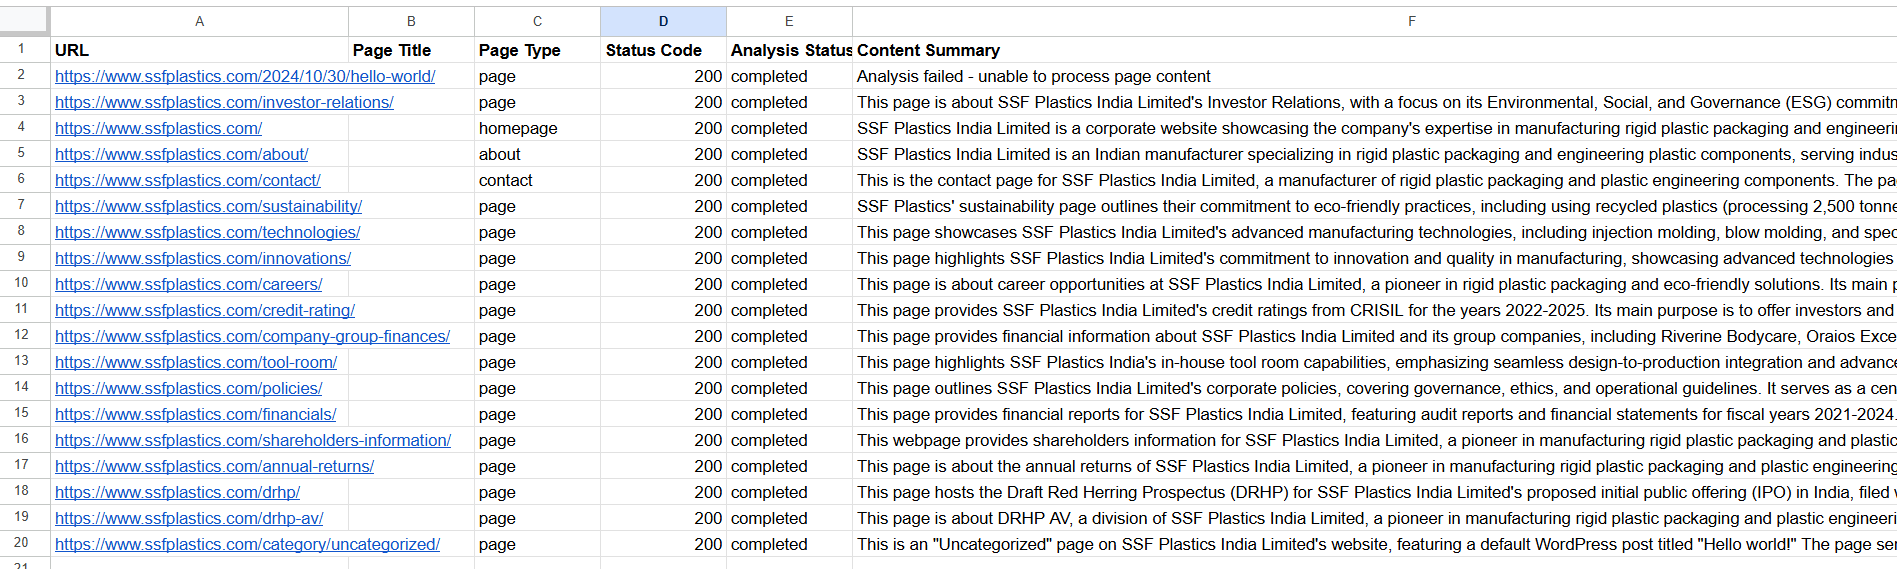 A B C D E F
1 URL Page Title Page Type Status Code Analysis Status Content Summary
2 https://www.ssfplastics.com/2024/10/30/hello-world/ page 200 completed Analysis failed - unable to process page content
3 https://www.ssfplastics.com/investor-relations/ page 200 completed This page is about SSF Plastics India Limited's Investor Relations, with a focus on its Environmental, Social, and Governance (ESG) commitm
4 https://www.ssfplastics.com/ homepage 200 completed SSF Plastics India Limited is a corporate website showcasing the company's expertise in manufacturing rigid plastic packaging and engineeri
5 https://www.ssfplastics.com/about/ about 200 completed SSF Plastics India Limited is an Indian manufacturer specializing in rigid plastic packaging and engineering plastic components, serving indus
6 https://www.ssfplastics.com/contact/ contact 200 completed This is the contact page for SSF Plastics India Limited, a manufacturer of rigid plastic packaging and plastic engineering components. The pa
7 https://www.ssfplastics.com/sustainability/ page 200 completed SSF Plastics' sustainability page outlines their commitment to eco-friendly practices, including using recycled plastics (processing 2,500 tonne
8 https://www.ssfplastics.com/technologies/ page 200 completed This page showcases SSF Plastics India Limited's advanced manufacturing technologies, including injection molding, blow molding, and spec
9 https://www.ssfplastics.com/innovations/ page 200 completed This page highlights SSF Plastics India Limited's commitment to innovation and quality in manufacturing, showcasing advanced technologies
10 https://www.ssfplastics.com/careers/ page 200 completed This page is about career opportunities at SSF Plastics India Limited, a pioneer in rigid plastic packaging and eco-friendly solutions. Its main p
11 https://www.ssfplastics.com/credit-rating/ page 200 completed This page provides SSF Plastics India Limited's credit ratings from CRISIL for the years 2022-2025. Its main purpose is to offer investors and
12 https://www.ssfplastics.com/company-group-finances/ page 200 completed This page provides financial information about SSF Plastics India Limited and its group companies, including Riverine Bodycare, Oraios Exce
13 https://www.ssfplastics.com/tool-room/ page 200 completed This page highlights SSF Plastics India's in-house tool room capabilities, emphasizing seamless design-to-production integration and advance
14 https://www.ssfplastics.com/policies/ page 200 completed This page outlines SSF Plastics India Limited's corporate policies, covering governance, ethics, and operational guidelines. It serves as a cen
15 https://www.ssfplastics.com/financials/ page 200 completed This page provides financial reports for SSF Plastics India Limited, featuring audit reports and financial statements for fiscal years 2021-2024.
16 https://www.ssfplastics.com/shareholders-information/ page 200 completed This webpage provides shareholders information for SSF Plastics India Limited, a pioneer in manufacturing rigid plastic packaging and plastic
17 https://www.ssfplastics.com/annual-returns/ page 200 completed This page is about the annual returns of SSF Plastics India Limited, a pioneer in manufacturing rigid plastic packaging and plastic engineering
18 https://www.ssfplastics.com/drhp/ page 200 completed This page hosts the Draft Red Herring Prospectus (DRHP) for SSF Plastics India Limited's proposed initial public offering (IPO) in India, filed w
19 https://www.ssfplastics.com/drhp-av/ page 200 completed This page is about DRHP AV, a division of SSF Plastics India Limited, a pioneer in manufacturing rigid plastic packaging and plastic engineeri
20 https://www.ssfplastics.com/category/uncategorized/ page 200 completed This is an "Uncategorized" page on SSF Plastics India Limited's website, featuring a default WordPress post titled "Hello world!" The page ser
21